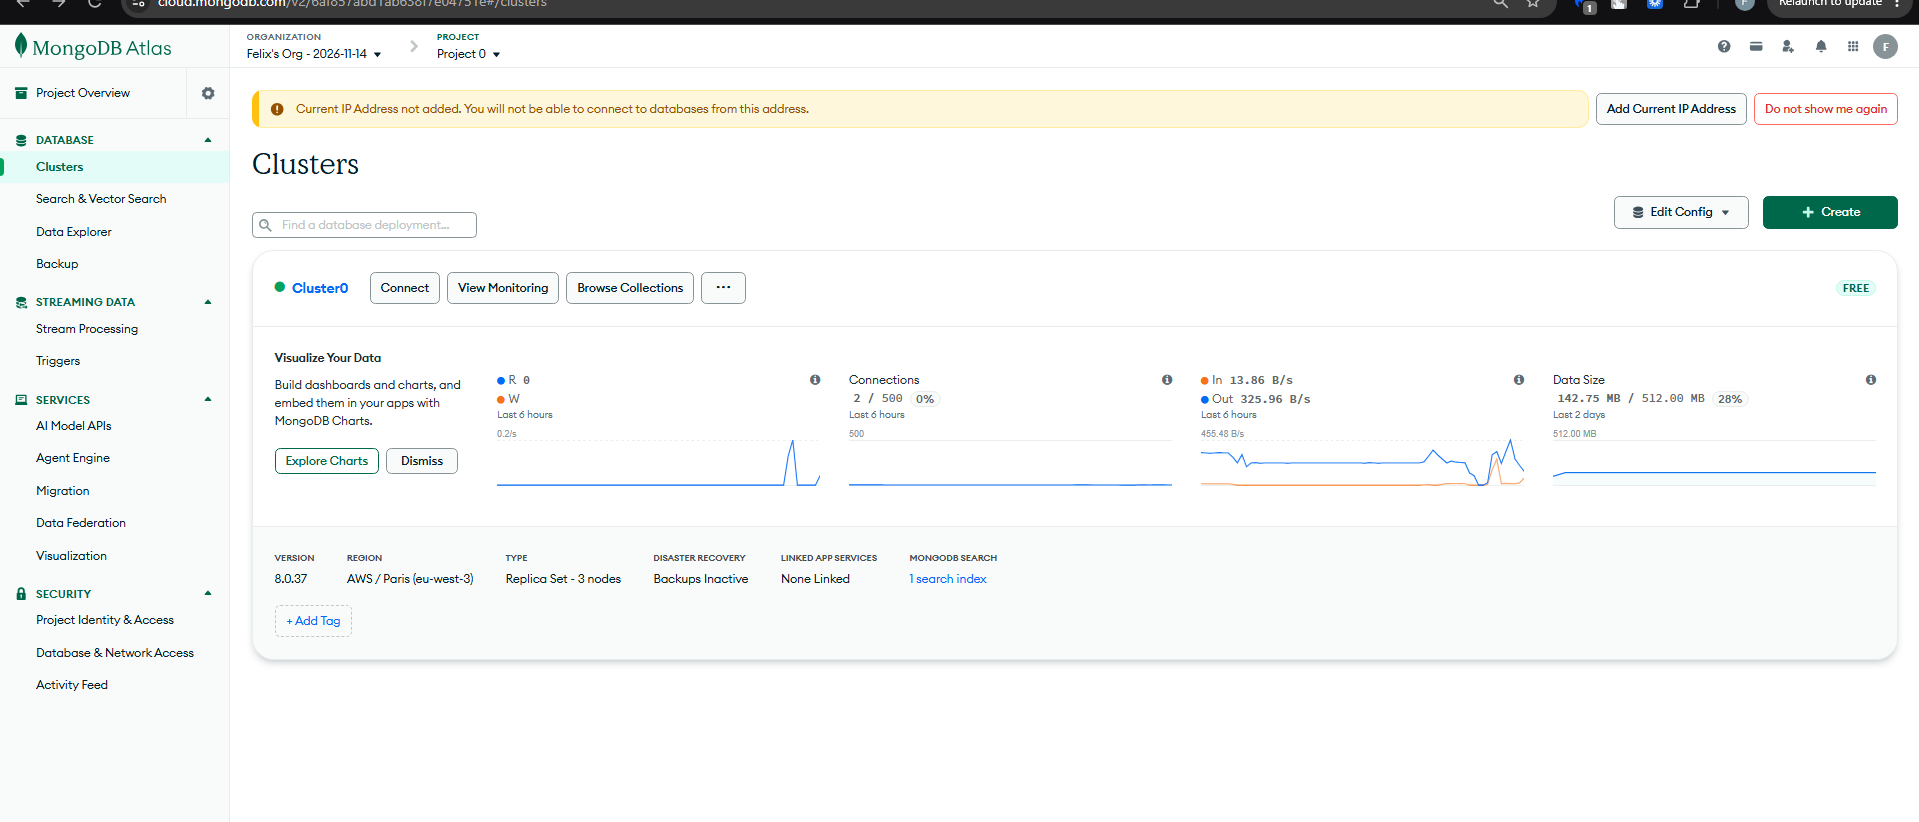 cloud.mongodb.com/v2/6af857abd1ab638f7e04751e#/clusters
1
F
Relaunch to update
MongoDB Atlas
ORGANIZATION
Felix's Org - 2026-11-14
PROJECT
Project 0
F
Project Overview
DATABASE
Clusters
Search & Vector Search
Data Explorer
Backup
STREAMING DATA
Stream Processing
Triggers
SERVICES
AI Model APIs
Agent Engine
Migration
Data Federation
Visualization
SECURITY
Project Identity & Access
Database & Network Access
Activity Feed
Current IP Address not added. You will not be able to connect to databases from this address.
Add Current IP Address
Do not show me again
Clusters
Find a database deployment...
Edit Config
+ Create
Cluster0
Connect
View Monitoring
Browse Collections
...
FREE
Visualize Your Data
Build dashboards and charts, and
embed them in your apps with
MongoDB Charts.
Explore Charts
Dismiss
R 0
W
Last 6 hours
0.2/s
Connections
2 / 500 0%
Last 6 hours
500
In 13.86 B/s
Out 325.96 B/s
Last 6 hours
455.48 B/s
Data Size
142.75 MB / 512.00 MB 28%
Last 2 days
512.00 MB
VERSION
8.0.37
REGION
AWS / Paris (eu-west-3)
TYPE
Replica Set - 3 nodes
DISASTER RECOVERY
Backups Inactive
LINKED APP SERVICES
None Linked
MONGODB SEARCH
1 search index
+ Add Tag